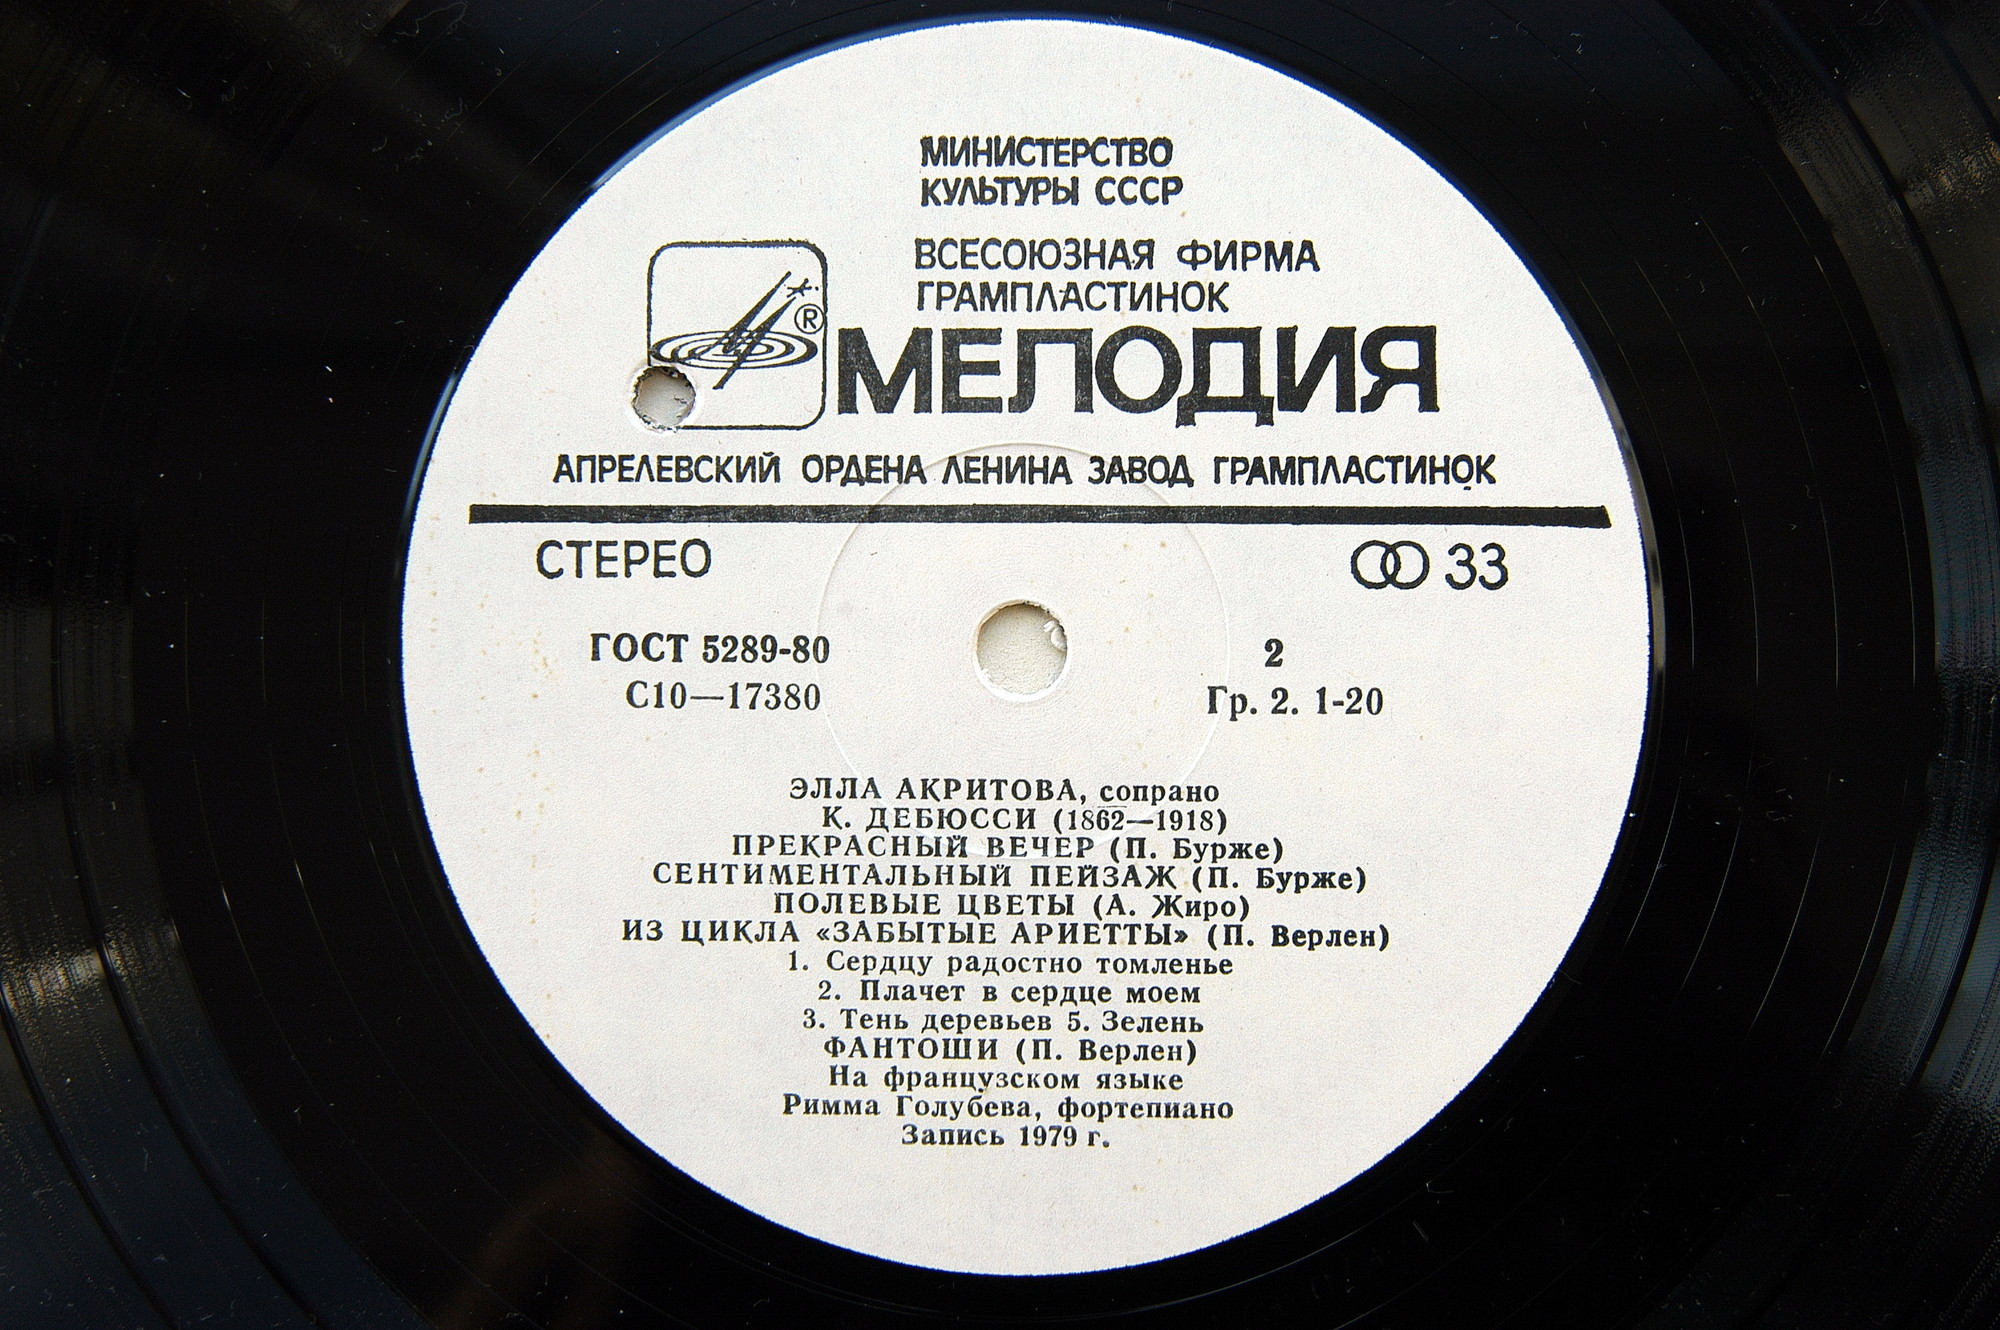 МИНИСТЕРСТВО
КУЛЬТУРЫ СССР
ВСЕСОЮЗНАЯ ФИРМА
ГРАМПЛАСТИНОК
®
МЕЛОДИЯ
АПРЕЛЕВСКИЙ ОРДЕНА ЛЕНИНА ЗАВОД ГРАМПЛАСТИНОК
СТЕРЕО 33
ГОСТ 5289-80 2
С10—17380 Гр. 2. 1-20
ЭЛЛА АКРИТОВА, сопрано
К. ДЕБЮССИ (1862—1918)
ПРЕКРАСНЫЙ ВЕЧЕР (П. Бурже)
СЕНТИМЕНТАЛЬНЫЙ ПЕЙЗАЖ (П. Бурже)
ПОЛЕВЫЕ ЦВЕТЫ (А. Жиро)
ИЗ ЦИКЛА «ЗАБЫТЫЕ АРИЕТТЫ» (П. Верлен)
1. Сердцу радостно томленье
2. Плачет в сердце моем
3. Тень деревьев 5. Зелень
ФАНТОШИ (П. Верлен)
На французском языке
Римма Голубева, фортепиано
Запись 1979 г.